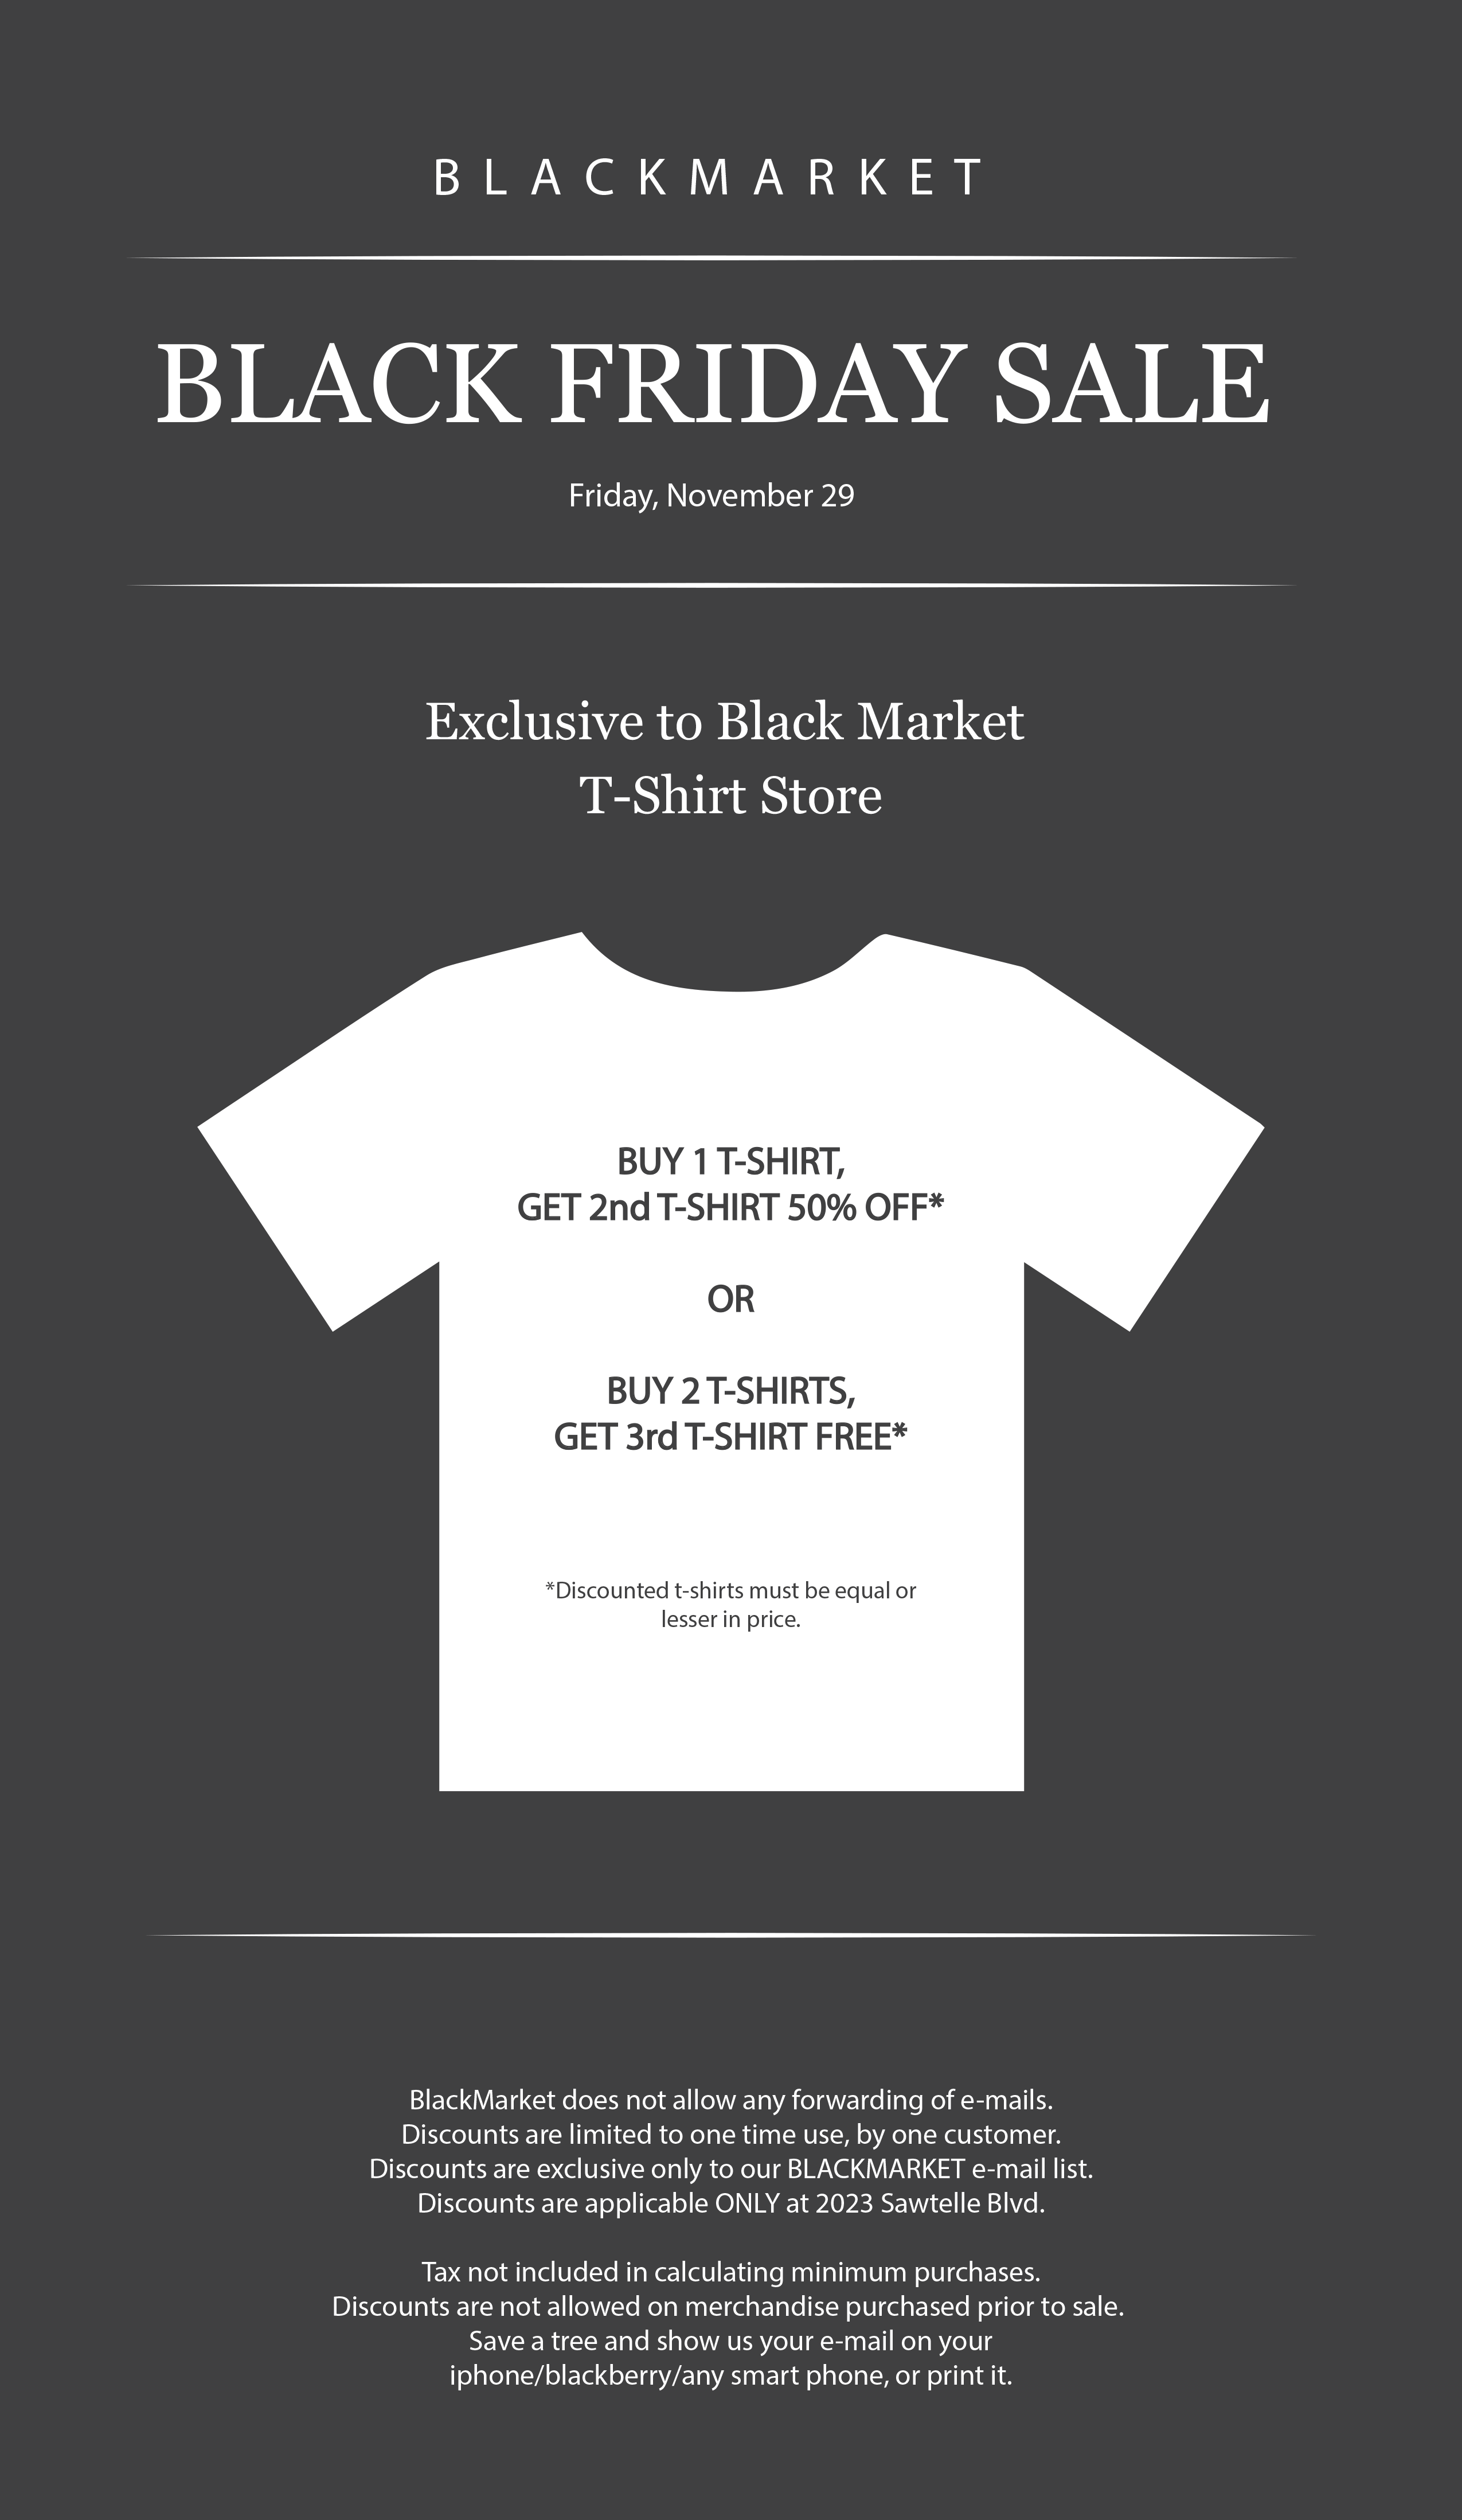 BLACKMARKET
BLACK FRIDAY SALE
Friday, November 29
Exclusive to Black Market
T-Shirt Store
BUY 1 T-SHIRT,
GET 2nd T-SHIRT 50% OFF*
OR
BUY 2 T-SHIRTS,
GET 3rd T-SHIRT FREE*
*Discounted t-shirts must be equal or
lesser in price.
BlackMarket does not allow any forwarding of e-mails.
Discounts are limited to one time use, by one customer.
Discounts are exclusive only to our BLACKMARKET e-mail list.
Discounts are applicable ONLY at 2023 Sawtelle Blvd.
Tax not included in calculating minimum purchases.
Discounts are not allowed on merchandise purchased prior to sale.
Save a tree and show us your e-mail on your
iphone/blackberry/any smart phone, or print it.